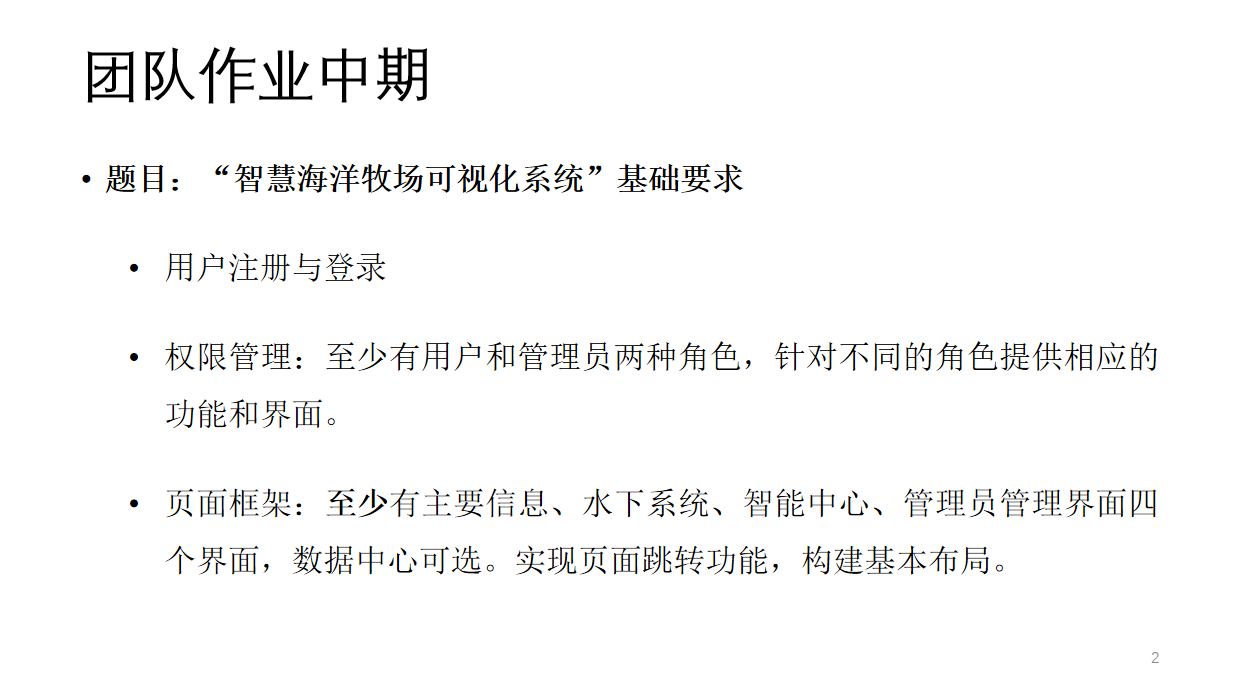 团队作业中期
• 题目：“智慧海洋牧场可视化系统”基础要求
• 用户注册与登录
• 权限管理：至少有用户和管理员两种角色，针对不同的角色提供相应的
功能和界面。
• 页面框架：至少有主要信息、水下系统、智能中心、管理员管理界面四
个界面，数据中心可选。实现页面跳转功能，构建基本布局。
2